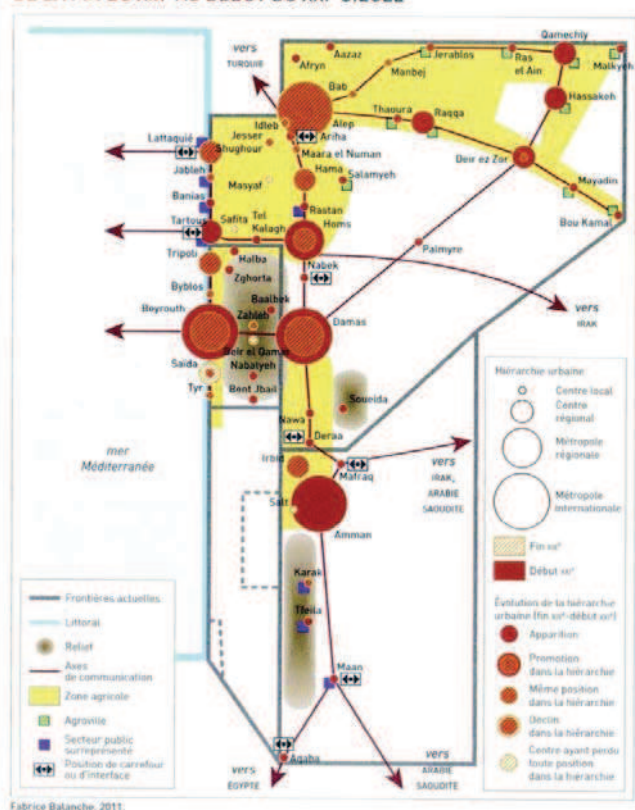 vers
TURQUIE
Afryn
Aazaz
Jerablos
Manbej
Ras
el Ain
Qamechly
Malkyeh
Hassakeh
Bab
Alep
Thaoura
Raqqa
Deir ez Zor
Mayadin
Bou Kamal
Idleb
Ariha
Jesser
Shughour
Maara el Numan
Lattaquié
Jableh
Banias
Masyaf
Hama
Salamyeh
Rastan
Homs
Tartous
Safita
Tel
Kalagh
Palmyre
Tripoli
Halba
Zghorta
Nabek
vers
IRAK
Byblos
Baalbek
Beyrouth
Zahleh
Damas
Deir el Qamar
Saida
Nabatyeh
Tyr
Bent Jbail
Soueida
Nawa
Deraa
mer
Méditerranée
Irbid
Mafraq
vers
IRAK,
ARABIE
SAOUDITE
Salt
Amman
Karak
Tfeila
Maan
Aqaba
vers
EGYPTE
vers
ARABIE
SAOUDITE
Hiérarchie urbaine
Centre local
Centre
régional
Métropole
régionale
Métropole
internationale
Fin XXe
Début XXIe
Évolution de la hiérarchie
urbaine (fin XXe-début XXIe)
Apparition
Promotion
dans la hiérarchie
Même position
dans la hiérarchie
Déclin
dans la hiérarchie
Centre ayant perdu
toute position
dans la hiérarchie
Frontières actuelles
Littoral
Relief
Axes
de communication
Zone agricole
Agroville
Secteur public
surreprésenté
Position de carrefour
ou d'interface
Fabrice Balanche, 2011.